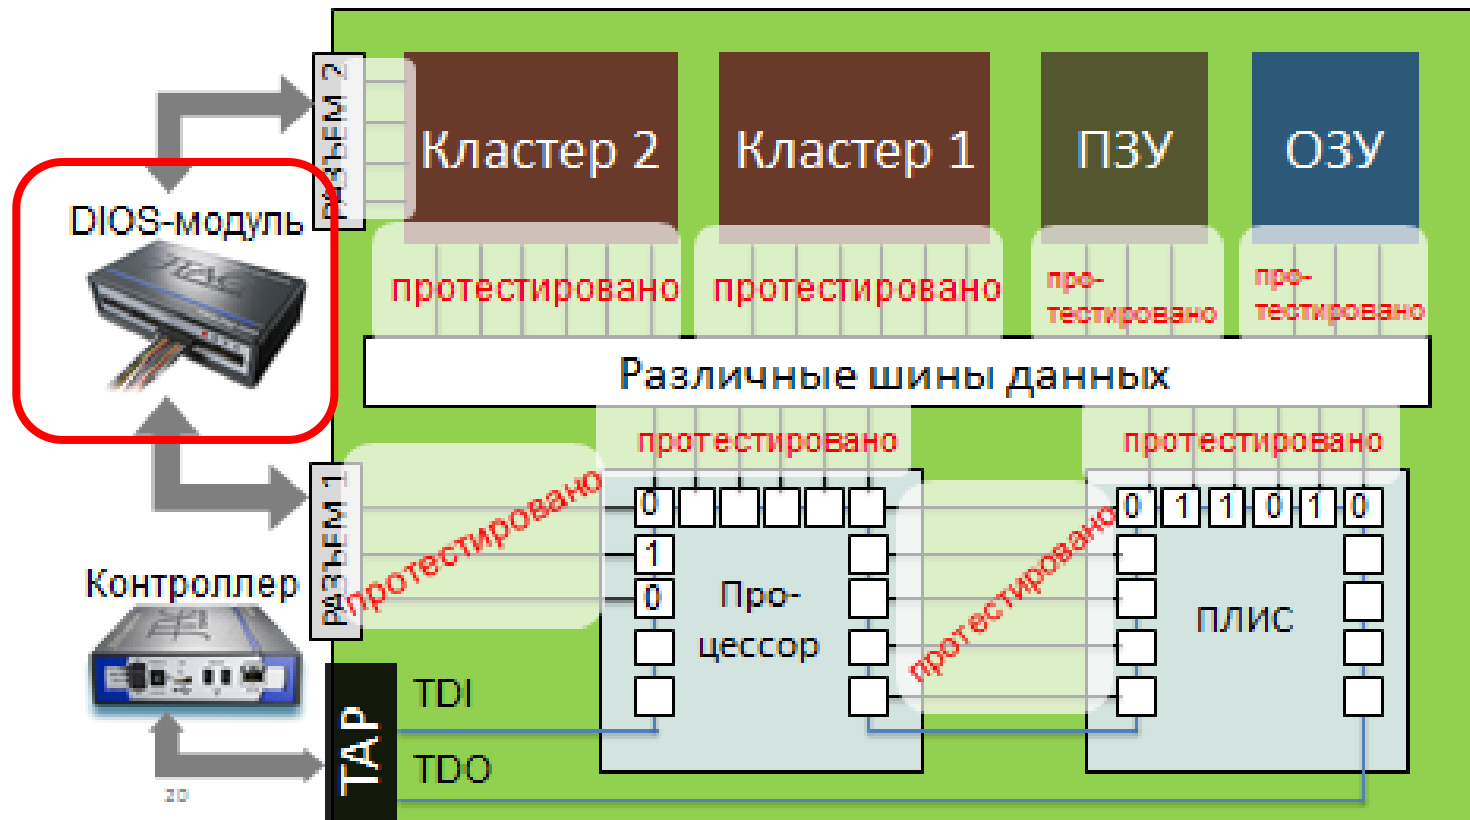 РАЗЪЕМ 2
Кластер 2
Кластер 1
ПЗУ
ОЗУ
DIOS-модуль
JTAG
протестировано
протестировано
про-
тестировано
про-
тестировано
Различные шины данных
протестировано
протестировано
РАЗЪЕМ 1
протестировано
0
1
0
Про-
цессор
протестировано
0 1 1 0 1 0
ПЛИС
Контроллер
TAP
TDI
TDO
20